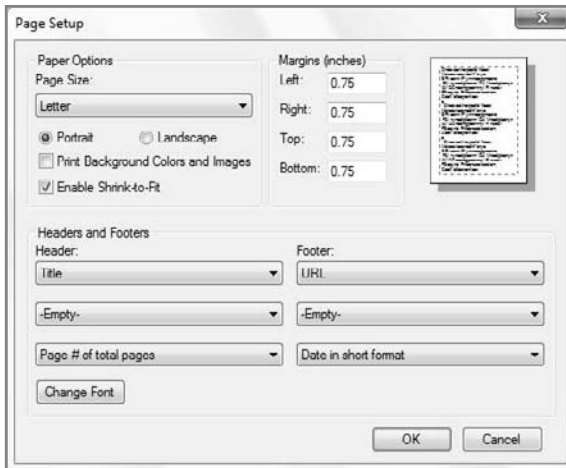 Page Setup
Paper Options
Page Size:
Letter
Portrait Landscape
Print Background Colors and Images
Enable Shrink-to-Fit
Margins (inches)
Left: 0.75
Right: 0.75
Top: 0.75
Bottom: 0.75
Headers and Footers
Header: Footer:
Title URL
-Empty- -Empty-
Page # of total pages Date in short format
Change Font
OK Cancel